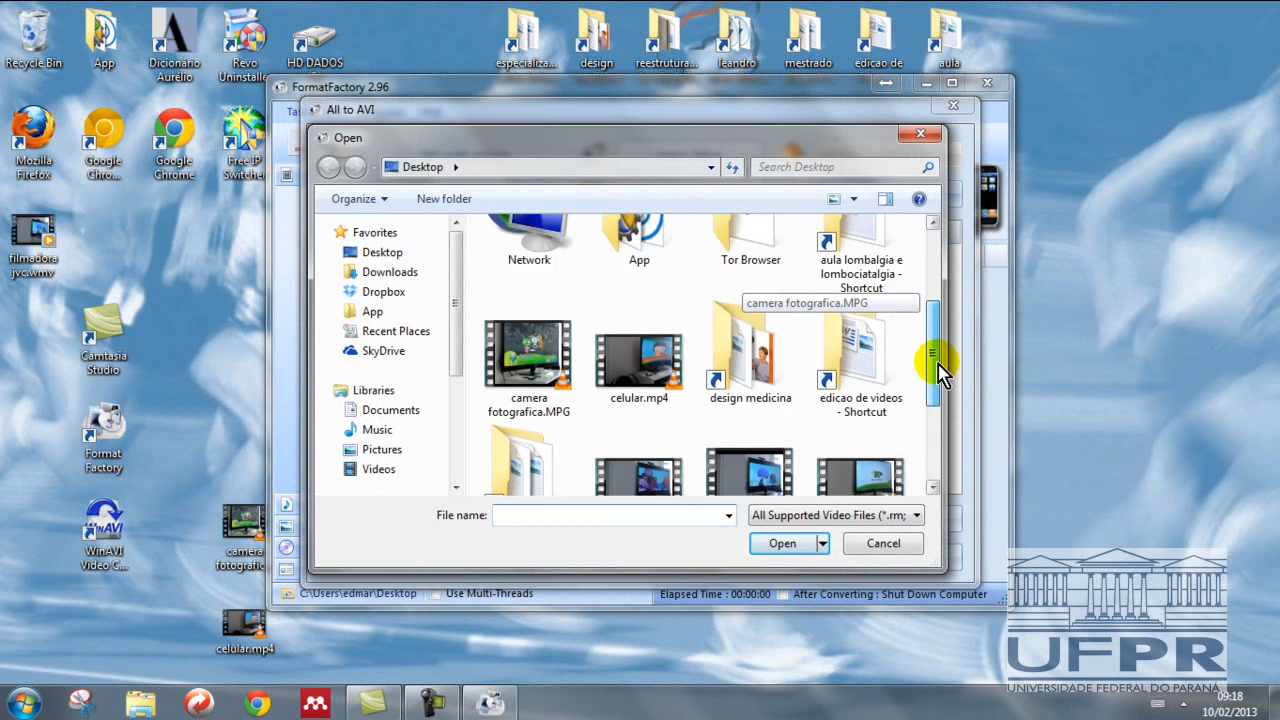 Recycle Bin
App
Dicionário
Aurélio
Revo
Uninstalle
HD DADOS
especializa...
design
reestrutura...
leandro
mestrado
edicao de
aula
FormatFactory 2.96
All to AVI
Open
Desktop
Search Desktop
Organize
New folder
Mozilla
Firefox
Google
Chro...
Google
Chrome
Free IP
Switcher
filmadora
jvc.wmv
Camtasia
Studio
Format
Factory
WinAVI
Video C...
camera
fotografic
celular.mp4
Favorites
Desktop
Downloads
Dropbox
App
Recent Places
SkyDrive
Libraries
Documents
Music
Pictures
Videos
Network
App
Tor Browser
aula lombalgia e
lombociatalgia -
Shortcut
camera fotografica.MPG
camera
fotografica.MPG
celular.mp4
design medicina
edicao de videos
- Shortcut
File name:
All Supported Video Files (*.rm;
Open
Cancel
C:\Users\edmar\Desktop
Use Multi-Threads
Elapsed Time : 00:00:00
After Converting : Shut Down Computer
UFPR
UNIVERSIDADE FEDERAL DO PARANÁ
09:18
10/02/2013